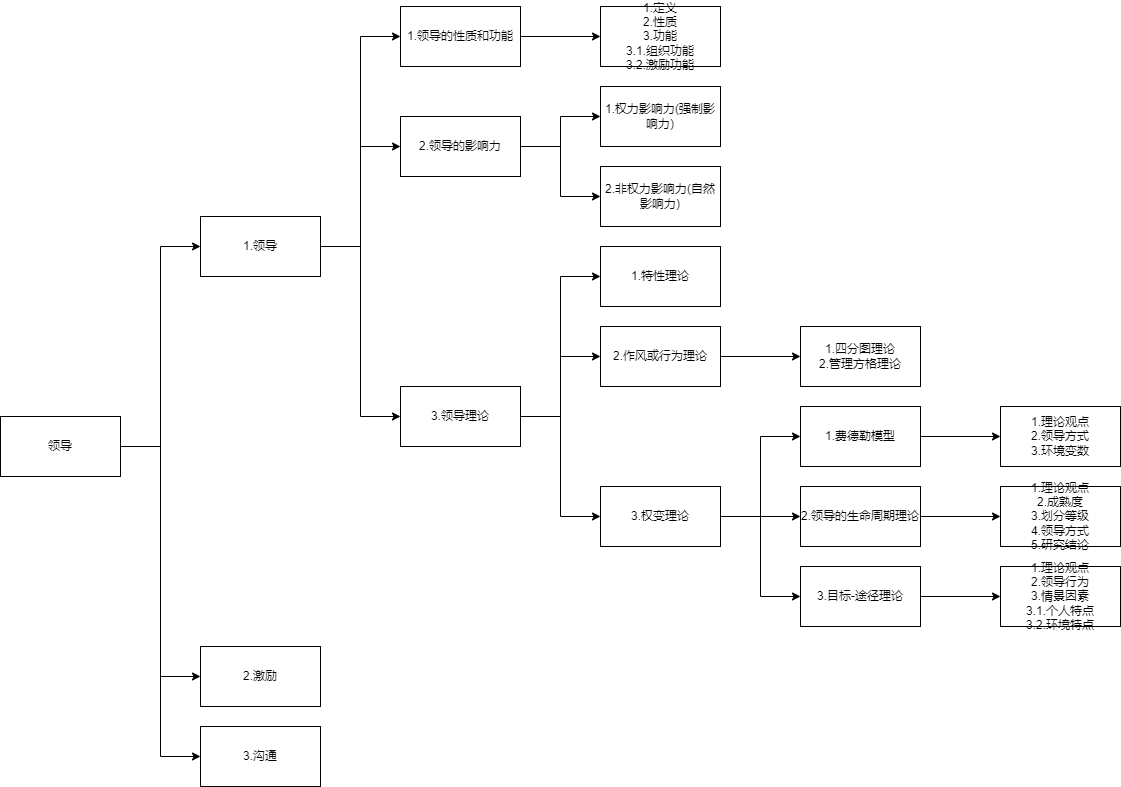 1.定义
2.性质
3.功能
3.1.组织功能
3.2.激励功能
1.领导的性质和功能
1.权力影响力(强制影
响力)
2.领导的影响力
2.非权力影响力(自然
影响力)
1.领导
1.特性理论
2.作风或行为理论
1.四分图理论
2.管理方格理论
3.领导理论
领导
1.费德勒模型
1.理论观点
2.领导方式
3.环境变数
3.权变理论
2.领导的生命周期理论
1.理论观点
2.成熟度
3.划分等级
4.领导方式
5.研究结论
3.目标-途径理论
1.理论观点
2.领导行为
3.情景因素
3.1.个人特点
3.2.环境特点
2.激励
3.沟通